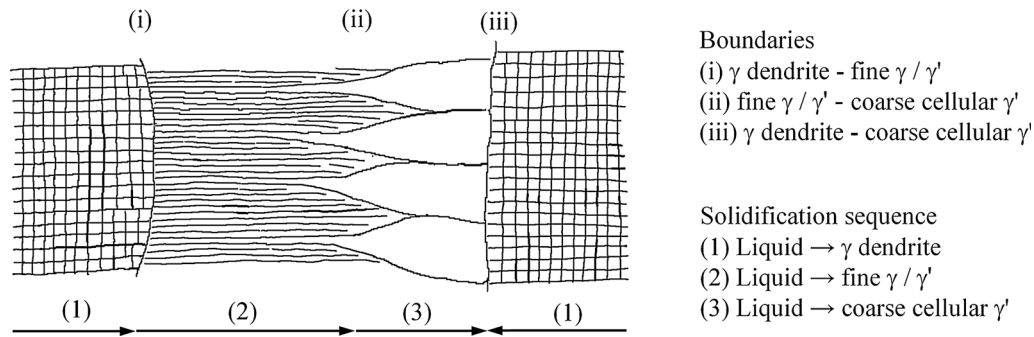 (i) (ii) (iii)
Boundaries
(i) γ dendrite - fine γ / γ'
(ii) fine γ / γ' - coarse cellular γ'
(iii) γ dendrite - coarse cellular γ'
Solidification sequence
(1) Liquid → γ dendrite
(2) Liquid → fine γ / γ'
(3) Liquid → coarse cellular γ'
(1) (2) (3) (1)